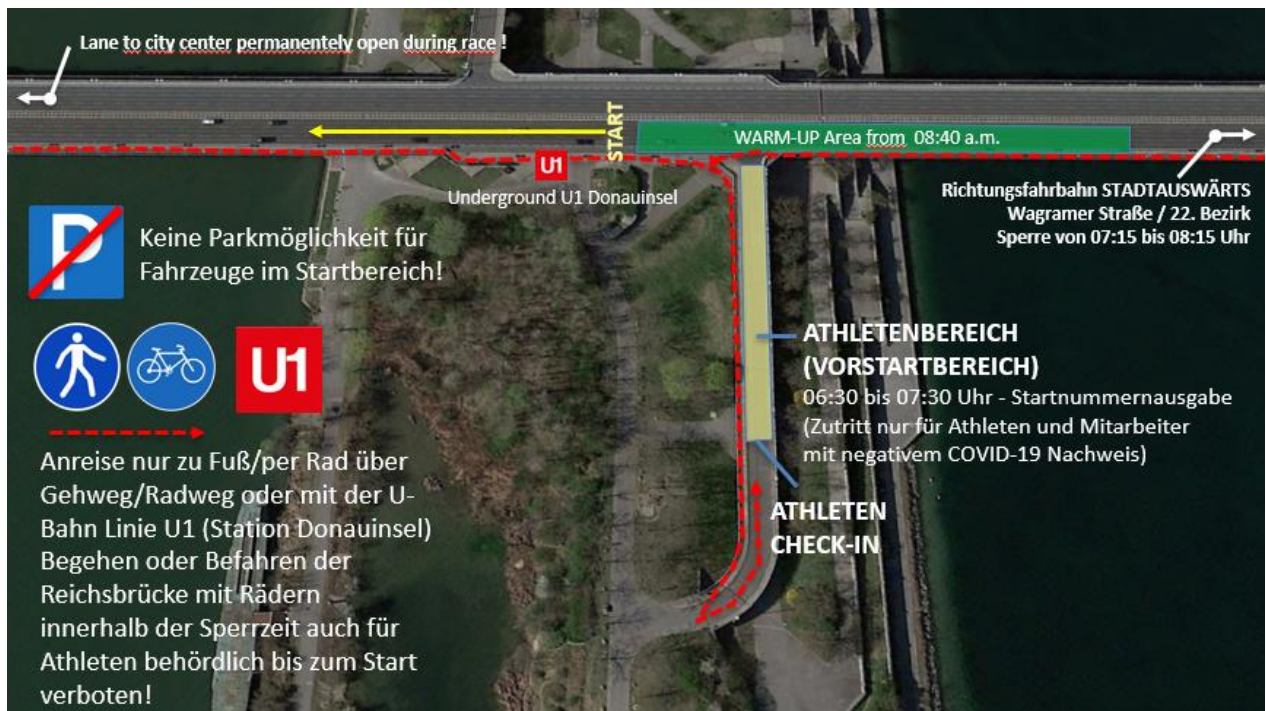 Lane to city center permanentely open during race !
START
WARM-UP Area from 08:40 a.m.
U1
Underground U1 Donauinsel
Richtungsfahrbahn STADTAUSWÄRTS
Wagramer Straße / 22. Bezirk
Sperre von 07:15 bis 08:15 Uhr
P
Keine Parkmöglichkeit für
Fahrzeuge im Startbereich!
U1
Anreise nur zu Fuß/per Rad über
Gehweg/Radweg oder mit der U-
Bahn Linie U1 (Station Donauinsel)
Begehen oder Befahren der
Reichsbrücke mit Rädern
innerhalb der Sperrzeit auch für
Athleten behördlich bis zum Start
verboten!
ATHLETENBEREICH
(VORSTARTBEREICH)
06:30 bis 07:30 Uhr - Startnummernausgabe
(Zutritt nur für Athleten und Mitarbeiter
mit negativem COVID-19 Nachweis)
ATHLETEN
CHECK-IN